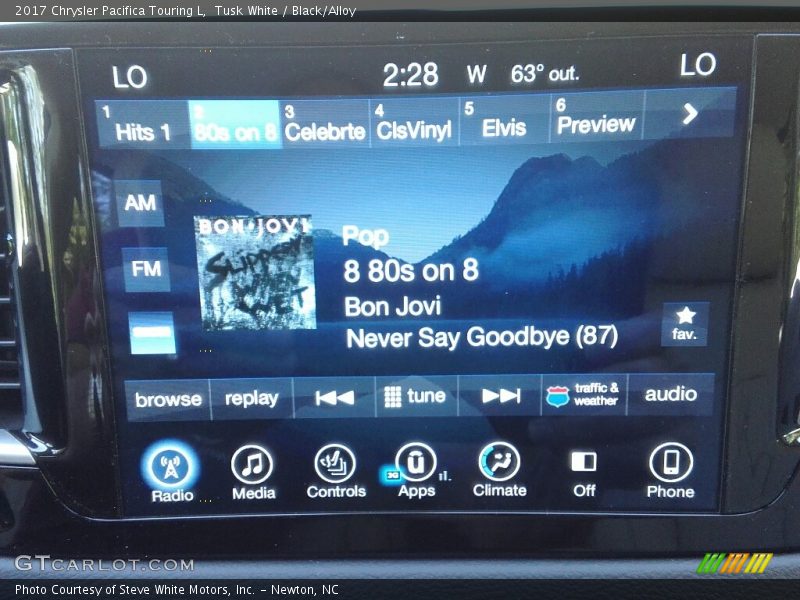 2017 Chrysler Pacifica Touring L, Tusk White / Black/Alloy
LO 2:28 W 63° out. LO
1 Hits 1
2 80s on 8
3 Celebrte
4 ClsVinyl
5 Elvis
6 Preview
AM
FM
BON JOVI
SLIPPERY
WHEN
WET
Pop
8 80s on 8
Bon Jovi
Never Say Goodbye (87)
fav.
browse replay tune traffic & weather audio
Radio Media Controls 3G Apps Climate Off Phone
GTCARLOT.COM
Photo Courtesy of Steve White Motors, Inc. – Newton, NC